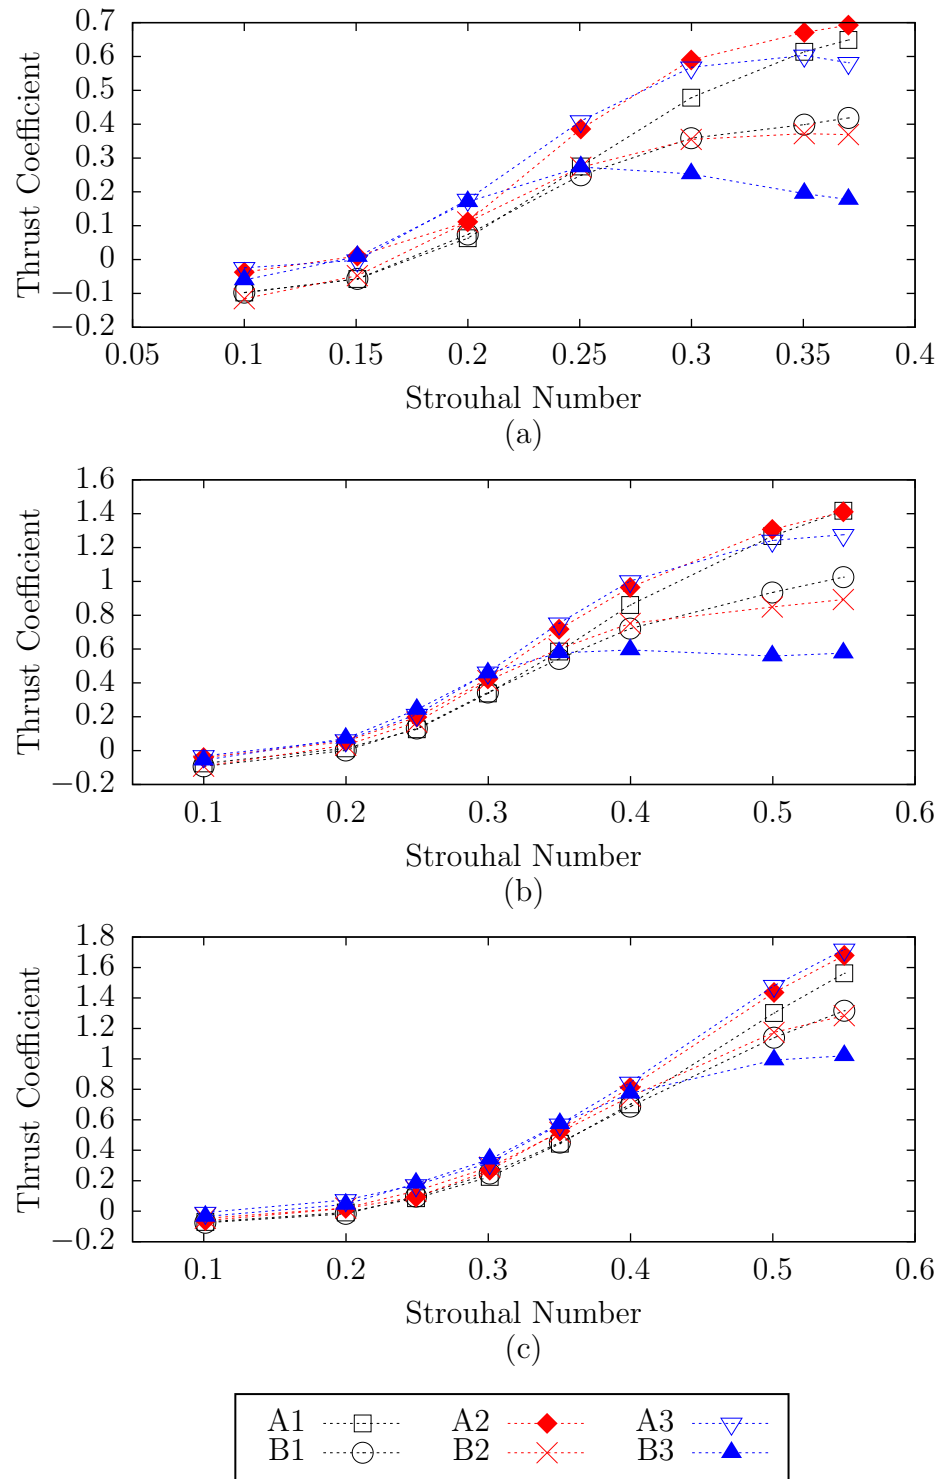 0.7
0.6
0.5
0.4
0.3
0.2
0.1
0
−0.1
−0.2
Thrust Coefficient
0.05 0.1 0.15 0.2 0.25 0.3 0.35 0.4
Strouhal Number
(a)
1.6
1.4
1.2
1
0.8
0.6
0.4
0.2
0
−0.2
Thrust Coefficient
0.1 0.2 0.3 0.4 0.5 0.6
Strouhal Number
(b)
1.8
1.6
1.4
1.2
1
0.8
0.6
0.4
0.2
0
−0.2
Thrust Coefficient
0.1 0.2 0.3 0.4 0.5 0.6
Strouhal Number
(c)
A1 A2 A3
B1 B2 B3